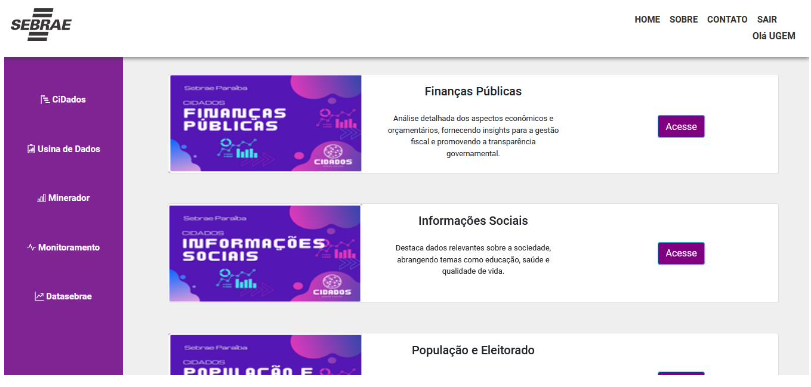 SEBRAE
HOME SOBRE CONTATO SAIR
Olá UGEM
CiDados
Usina de Dados
Minerador
Monitoramento
Datasebrae
Sebrae Paraíba
CIDADOS
FINANÇAS
PÚBLICAS
CIDADOS
Finanças Públicas
Análise detalhada dos aspectos econômicos e
orçamentários, fornecendo insights para a gestão
fiscal e promovendo a transparência
governamental.
Acesse
Sebrae Paraíba
CIDADOS
INFORMAÇÕES
SOCIAIS
CIDADOS
Informações Sociais
Destaca dados relevantes sobre a sociedade,
abrangendo temas como educação, saúde e
qualidade de vida.
Acesse
Sebrae Paraíba
CIDADOS
POPULAÇÃO E
População e Eleitorado